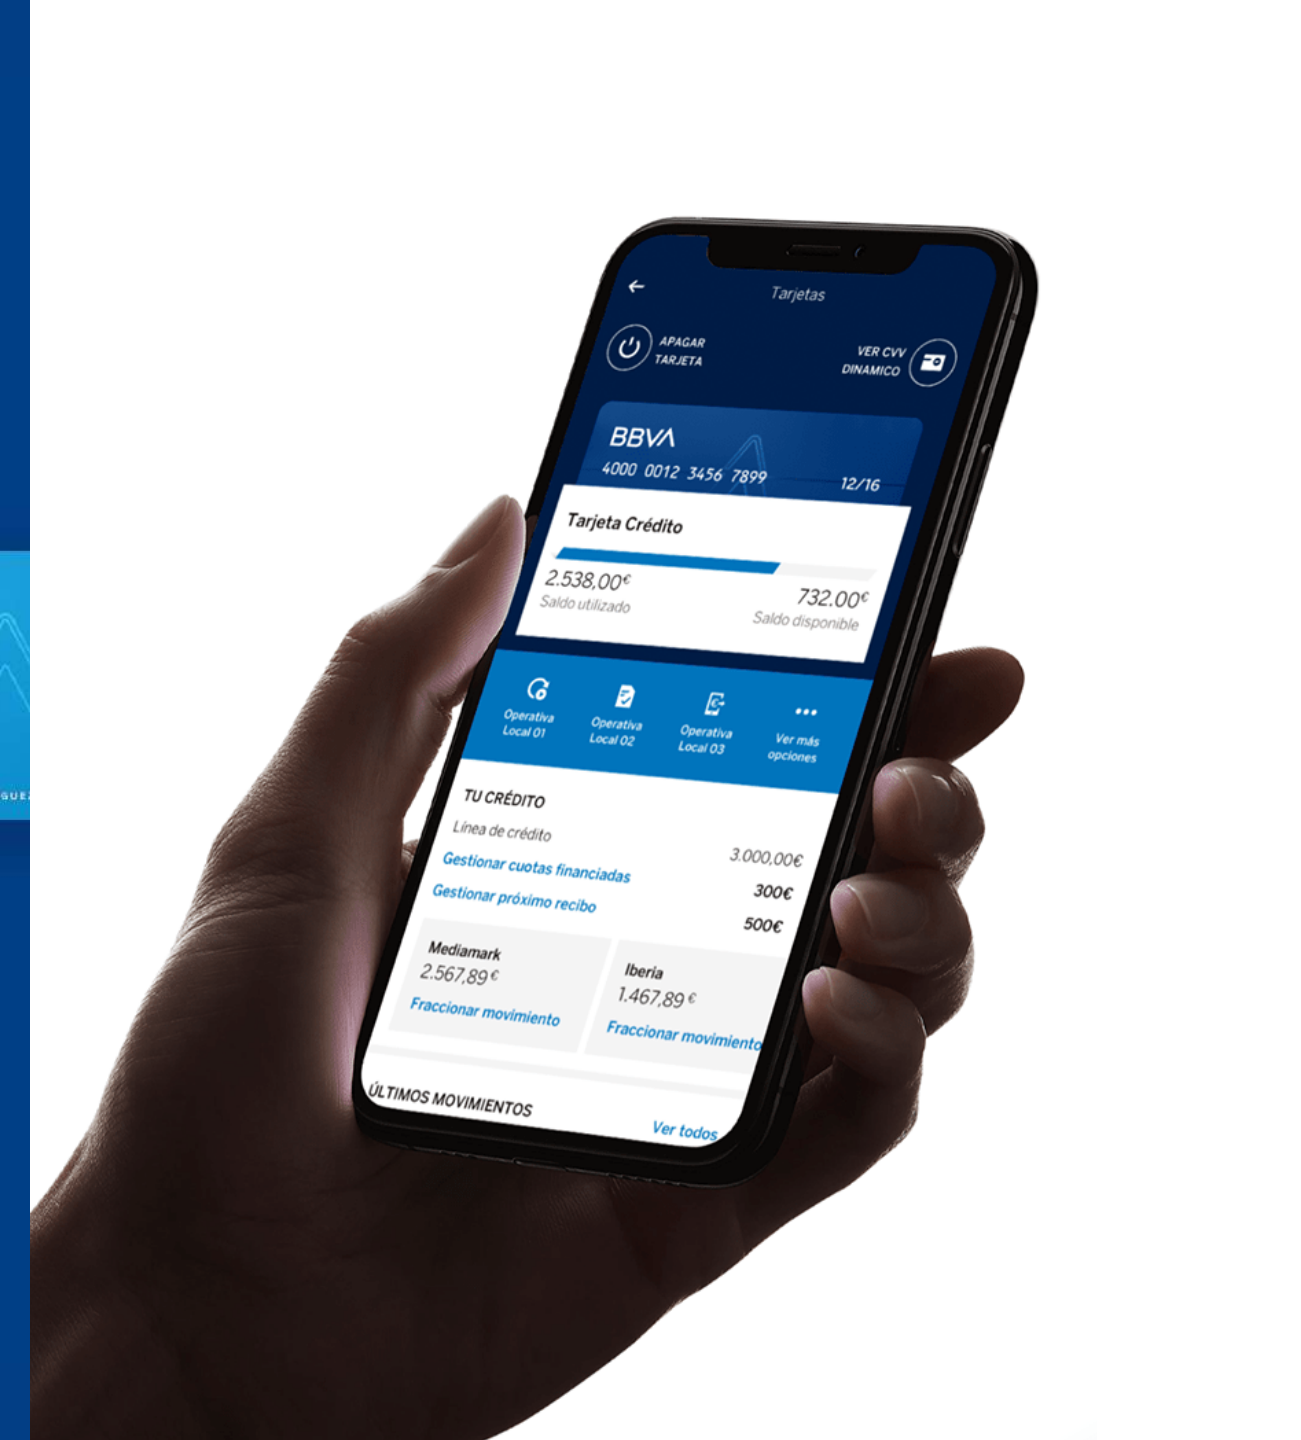 Tarjetas
APAGAR
TARJETA
VER CVV
DINAMICO
BBVA
4000 0012 3456 7899
12/16
Tarjeta Crédito
2.538,00€
732.00€
Saldo utilizado
Saldo disponible
Operativa
Local 01
Operativa
Local 02
Operativa
Local 03
Ver más
opciones
TU CRÉDITO
Línea de crédito
3.000,00€
Gestionar cuotas financiadas
300€
Gestionar próximo recibo
500€
Mediamark
2.567,89 €
Fraccionar movimiento
Iberia
1.467,89 €
Fraccionar movimiento
ÚLTIMOS MOVIMIENTOS
Ver todos